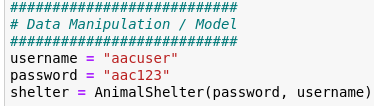 ###########################
# Data Manipulation / Model
###########################
username = "aacuser"
password = "aac123"
shelter = AnimalShelter(password, username)